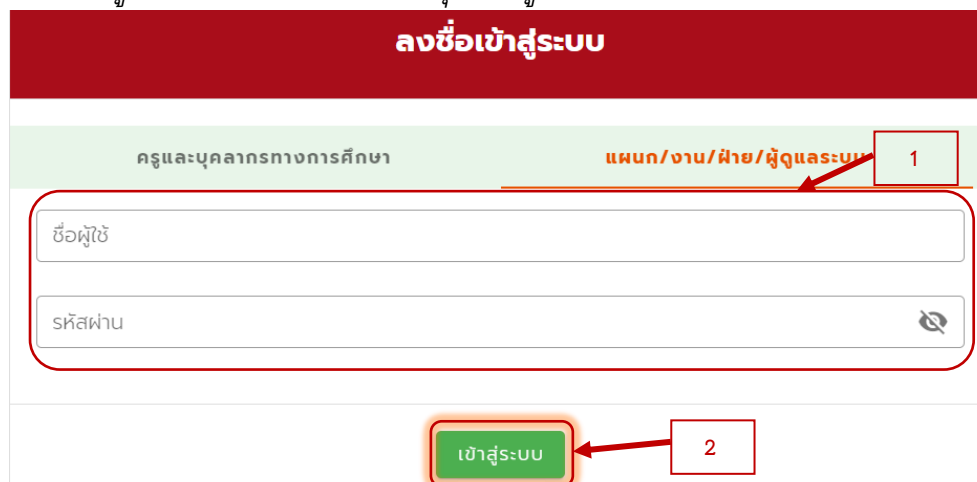 ลงชื่อเข้าสู่ระบบ
ครูและบุคลากรทางการศึกษา
แผนก/งาน/ฝ่าย/ผู้ดูแลระบบ
1
ชื่อผู้ใช้
รหัสผ่าน
เข้าสู่ระบบ
2